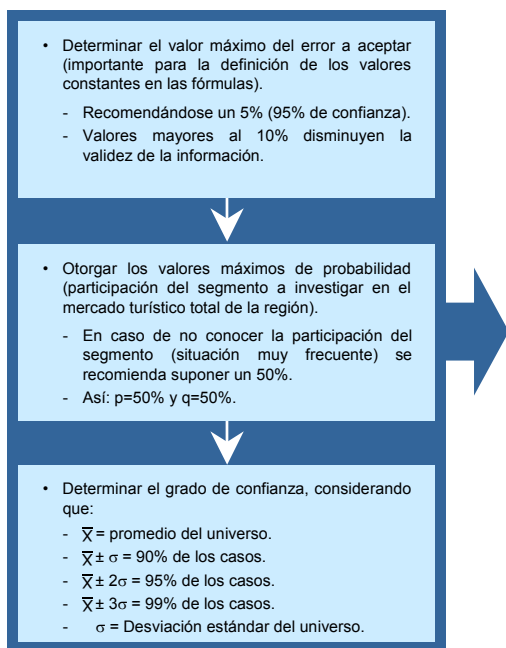 • Determinar el valor máximo del error a aceptar
(importante para la definición de los valores
constantes en las fórmulas).
- Recomendándose un 5% (95% de confianza).
- Valores mayores al 10% disminuyen la
validez de la información.
• Otorgar los valores máximos de probabilidad
(participación del segmento a investigar en el
mercado turístico total de la región).
- En caso de no conocer la participación del
segmento (situación muy frecuente) se
recomienda suponer un 50%.
- Así: p=50% y q=50%.
• Determinar el grado de confianza, considerando
que:
- x̅ = promedio del universo.
- x̅ ± σ = 90% de los casos.
- x̅ ± 2σ = 95% de los casos.
- x̅ ± 3σ = 99% de los casos.
- σ = Desviación estándar del universo.